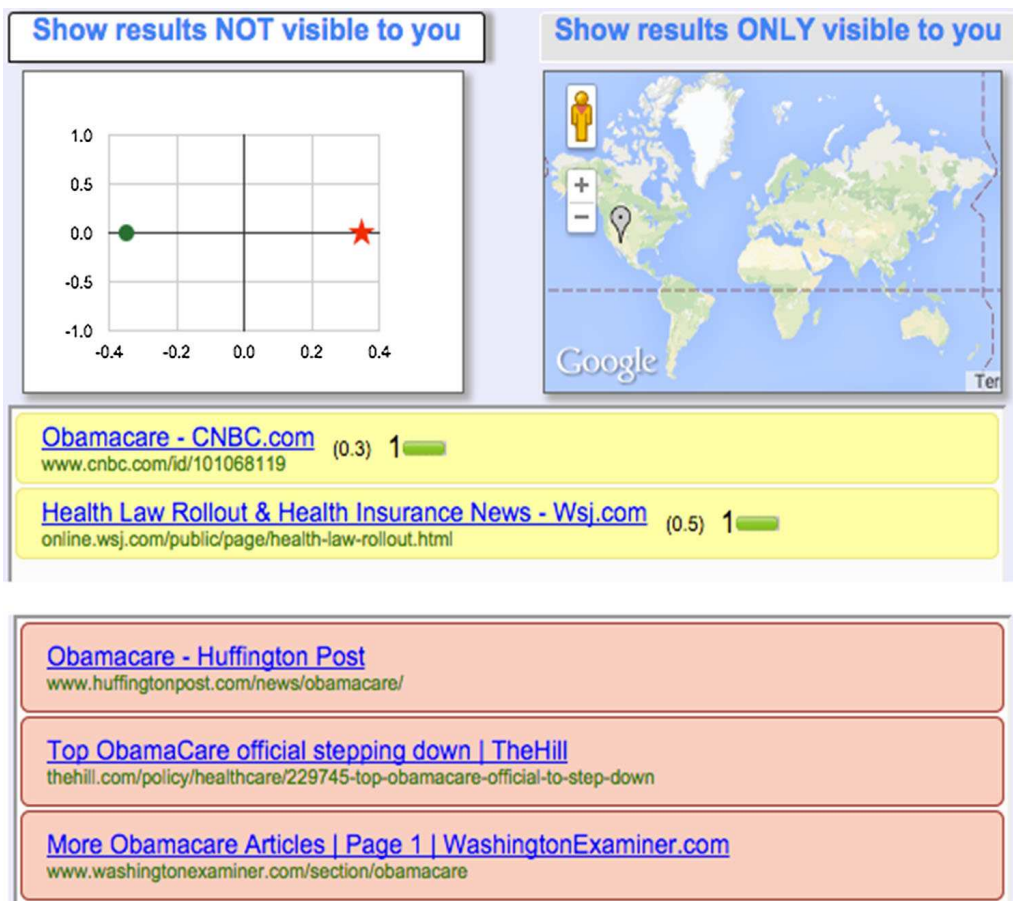 Show results NOT visible to you
Show results ONLY visible to you
1.0
0.5
0.0
-0.5
-1.0
-0.4 -0.2 0.0 0.2 0.4
+
−
Google
Ter
Obamacare - CNBC.com (0.3) 1
www.cnbc.com/id/101068119
Health Law Rollout & Health Insurance News - Wsj.com (0.5) 1
online.wsj.com/public/page/health-law-rollout.html
Obamacare - Huffington Post
www.huffingtonpost.com/news/obamacare/
Top ObamaCare official stepping down | TheHill
thehill.com/policy/healthcare/229745-top-obamacare-official-to-step-down
More Obamacare Articles | Page 1 | WashingtonExaminer.com
www.washingtonexaminer.com/section/obamacare